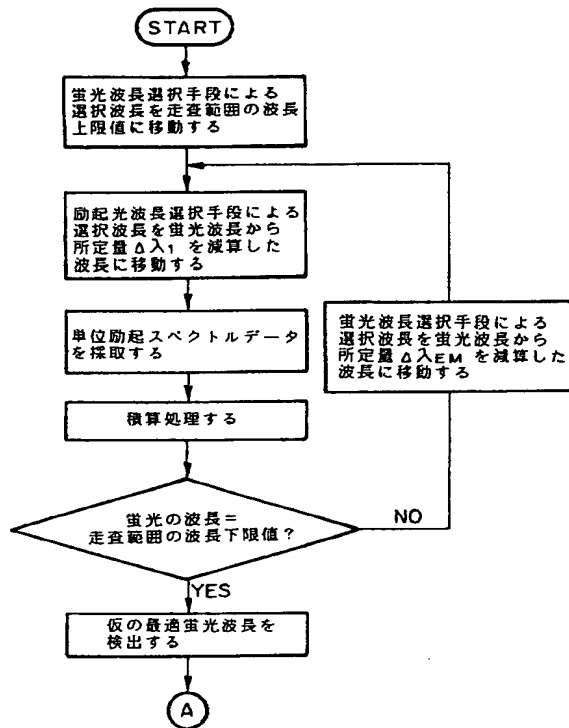 START
蛍光波長選択手段による
選択波長を走査範囲の波長
上限値に移動する
励起光波長選択手段による
選択波長を蛍光波長から
所定量Δλ1 を減算した
波長に移動する
単位励起スペクトルデータ
を採取する
積算処理する
蛍光の波長=
走査範囲の波長下限値?
NO
蛍光波長選択手段による
選択波長を蛍光波長から
所定量ΔλEM を減算した
波長に移動する
YES
仮の最適蛍光波長を
検出する
A